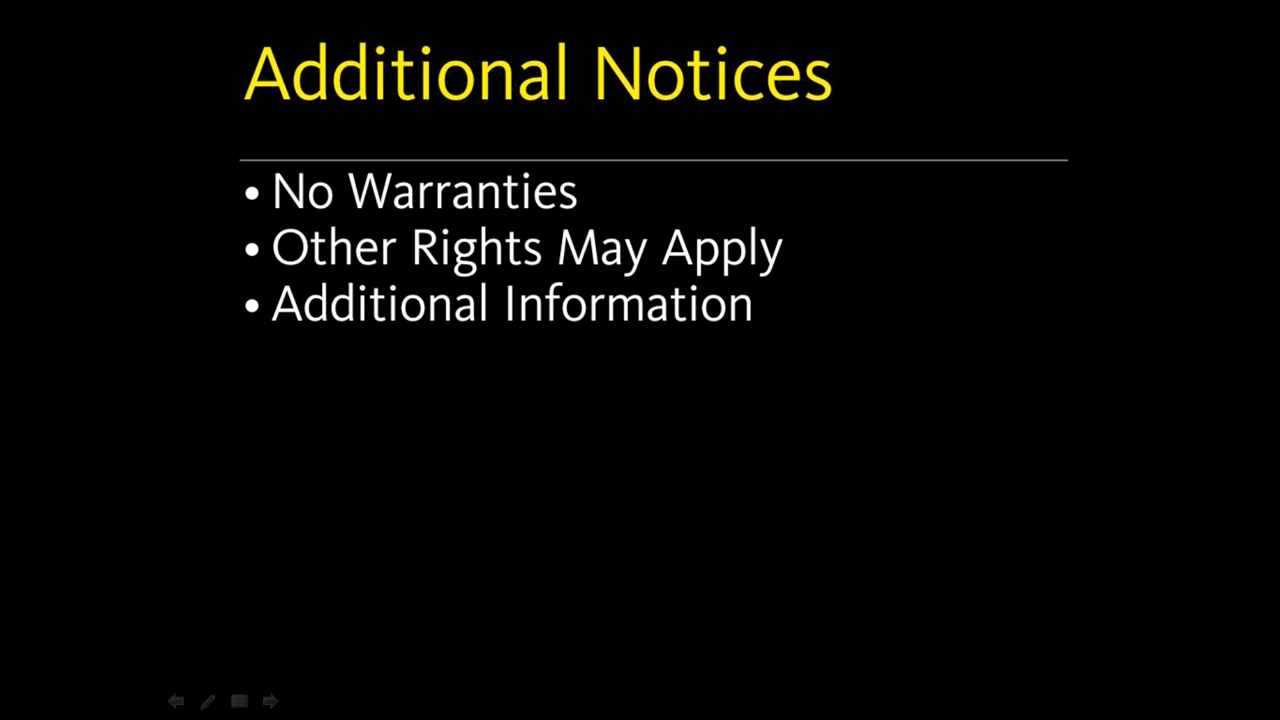 Additional Notices
• No Warranties
• Other Rights May Apply
• Additional Information